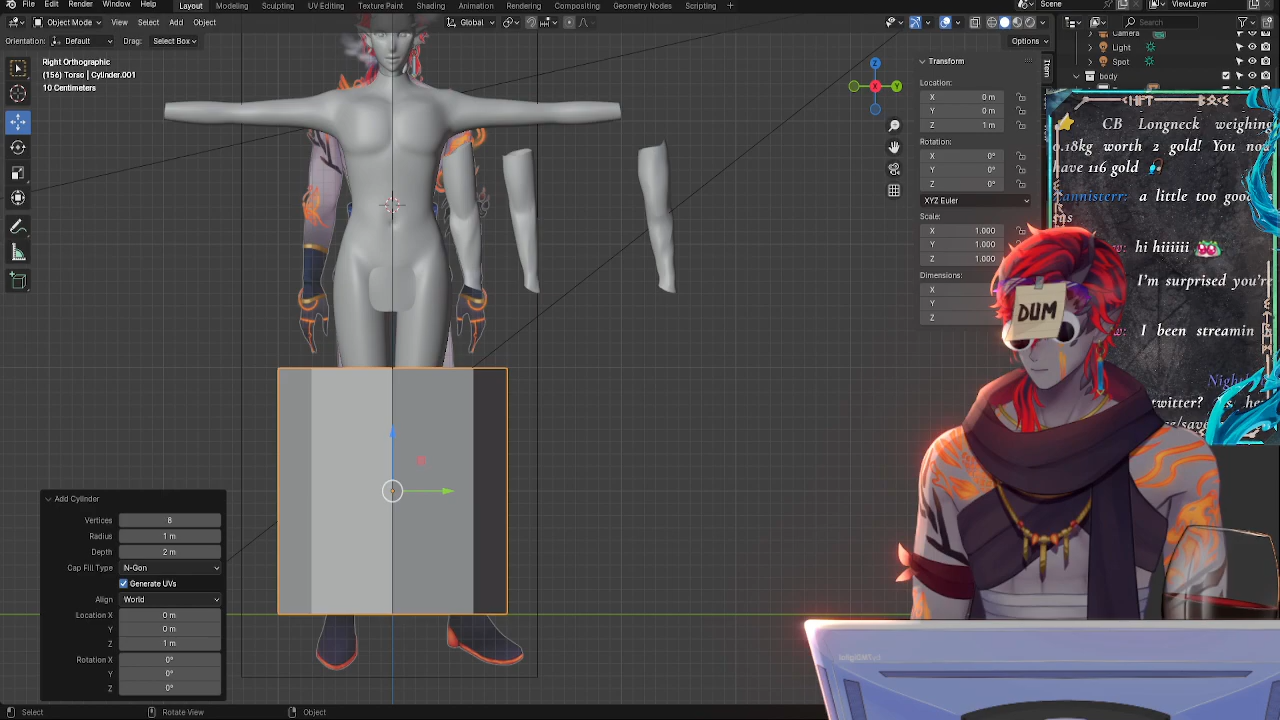 File Edit Render Window Help Layout Modeling Sculpting UV Editing Texture Paint Shading Animation Rendering Compositing Geometry Nodes Scripting Scene ViewLayer
Object Mode View Select Add Object Global Search
Orientation: Default Drag: Select Box Options
Camera
Light
Spot
body
Right Orthographic
(156) Torso | Cylinder.001
10 Centimeters
Transform
Location:
X 0 m
Y 0 m
Z 1 m
Rotation:
X 0°
Y 0°
Z 0°
XYZ Euler
Scale:
X 1.000
Y 1.000
Z 1.000
Dimensions:
X
Y
Z
Z
X
Y
CB Longneck weighing
0.18kg worth 2 gold! You now
have 116 gold
annisterr: a little too good
hi hiiiiii
I'm surprised you'r
I been streamin
DUM
Add Cylinder
Vertices 8
Radius 1 m
Depth 2 m
Cap Fill Type N-Gon
Generate UVs
Align World
Location X 0 m
Y 0 m
Z 1 m
Rotation X 0°
Y 0°
Z 0°
Select Rotate View Object